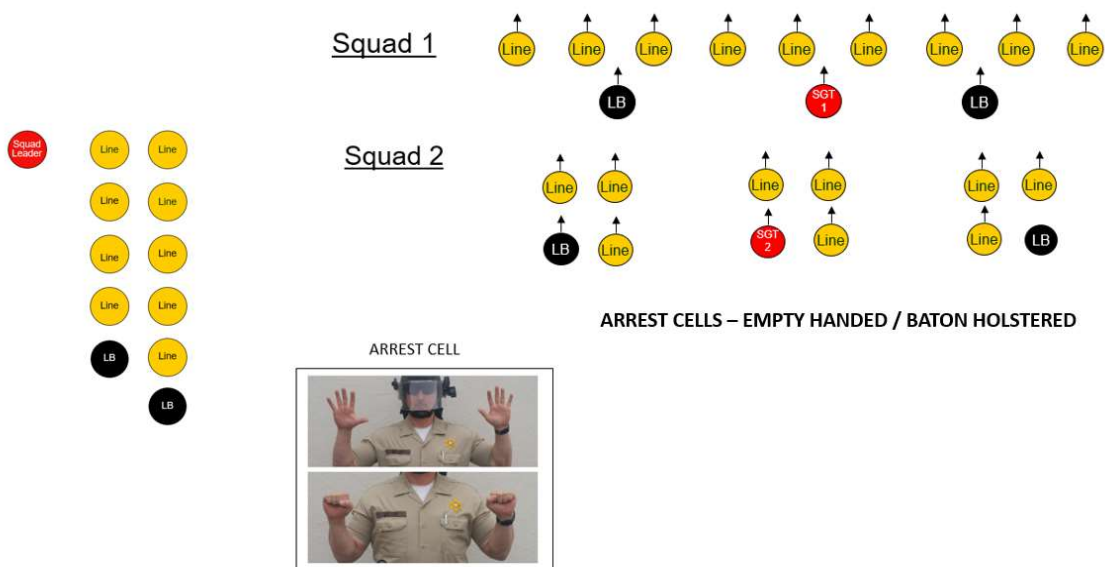 Squad 1
Line Line Line Line Line Line Line Line Line
LB SGT 1 LB
Squad 2
Line Line Line Line Line Line
LB Line SGT 2 Line Line LB
ARREST CELLS – EMPTY HANDED / BATON HOLSTERED
Squad Leader Line Line
Line Line
Line Line
Line Line
LB Line
LB
ARREST CELL